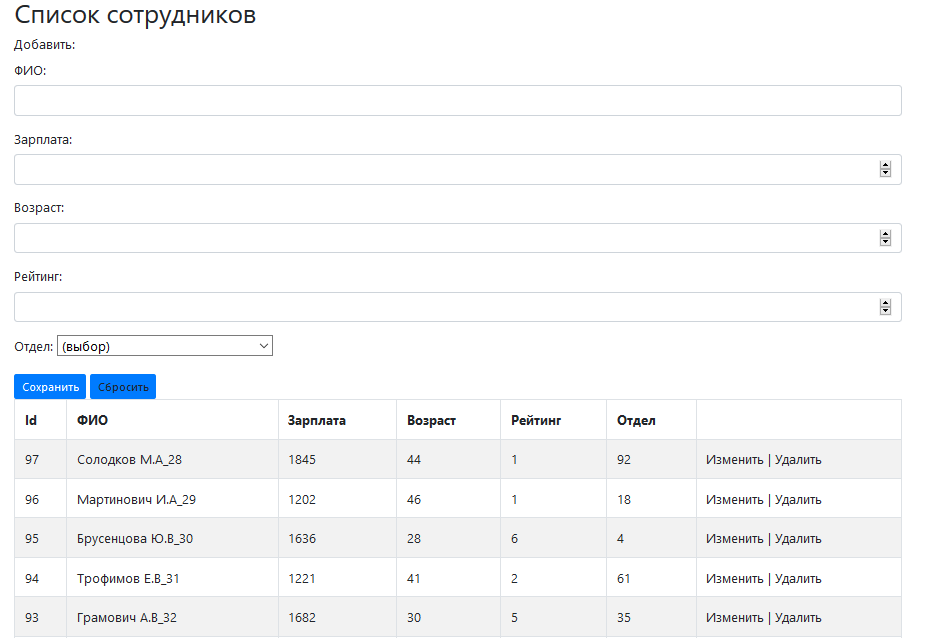 Список сотрудников
Добавить:
ФИО:
Зарплата:
Возраст:
Рейтинг:
Отдел: (выбор)
Сохранить Сбросить
Id ФИО Зарплата Возраст Рейтинг Отдел
97 Солодков М.А_28 1845 44 1 92 Изменить | Удалить
96 Мартинович И.А_29 1202 46 1 18 Изменить | Удалить
95 Брусенцова Ю.В_30 1636 28 6 4 Изменить | Удалить
94 Трофимов Е.В_31 1221 41 2 61 Изменить | Удалить
93 Грамович А.В_32 1682 30 5 35 Изменить | Удалить